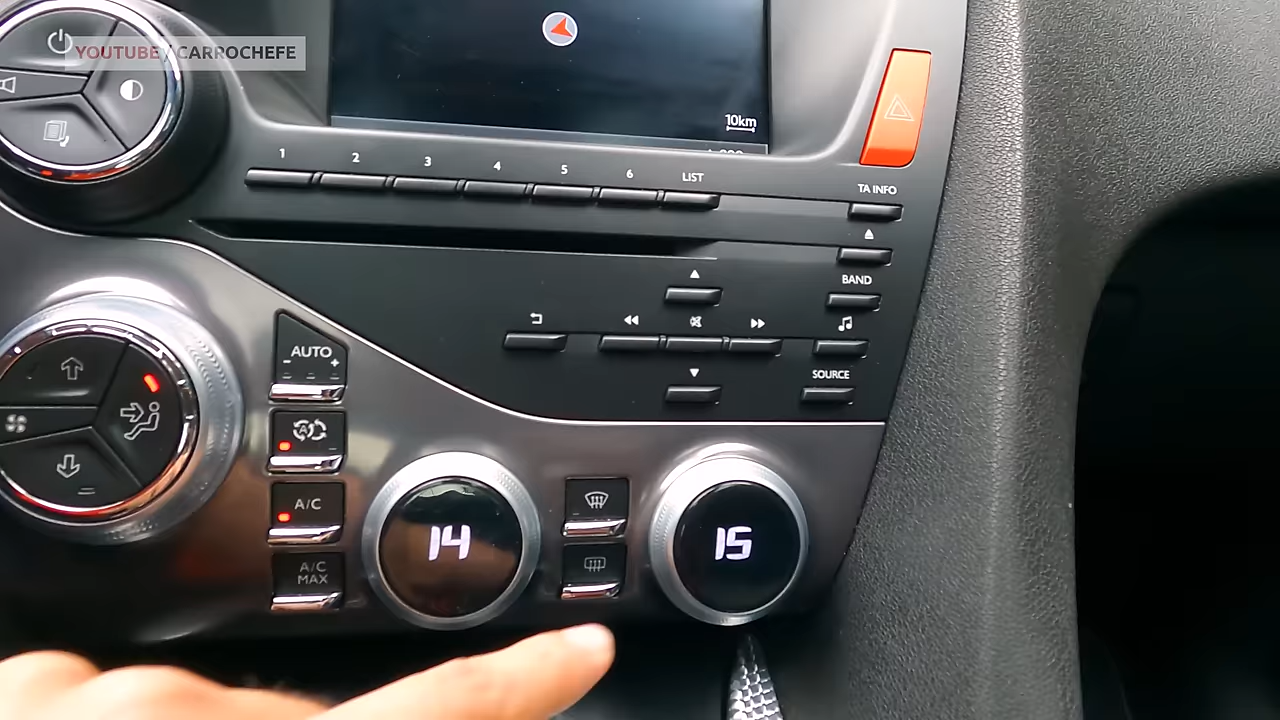 YOUTUBE / CARROCHEFE
10km
1 2 3 4 5 6 LIST
TA INFO
BAND
SOURCE
AUTO
- +
A
A/C
A/C
MAX
14
15